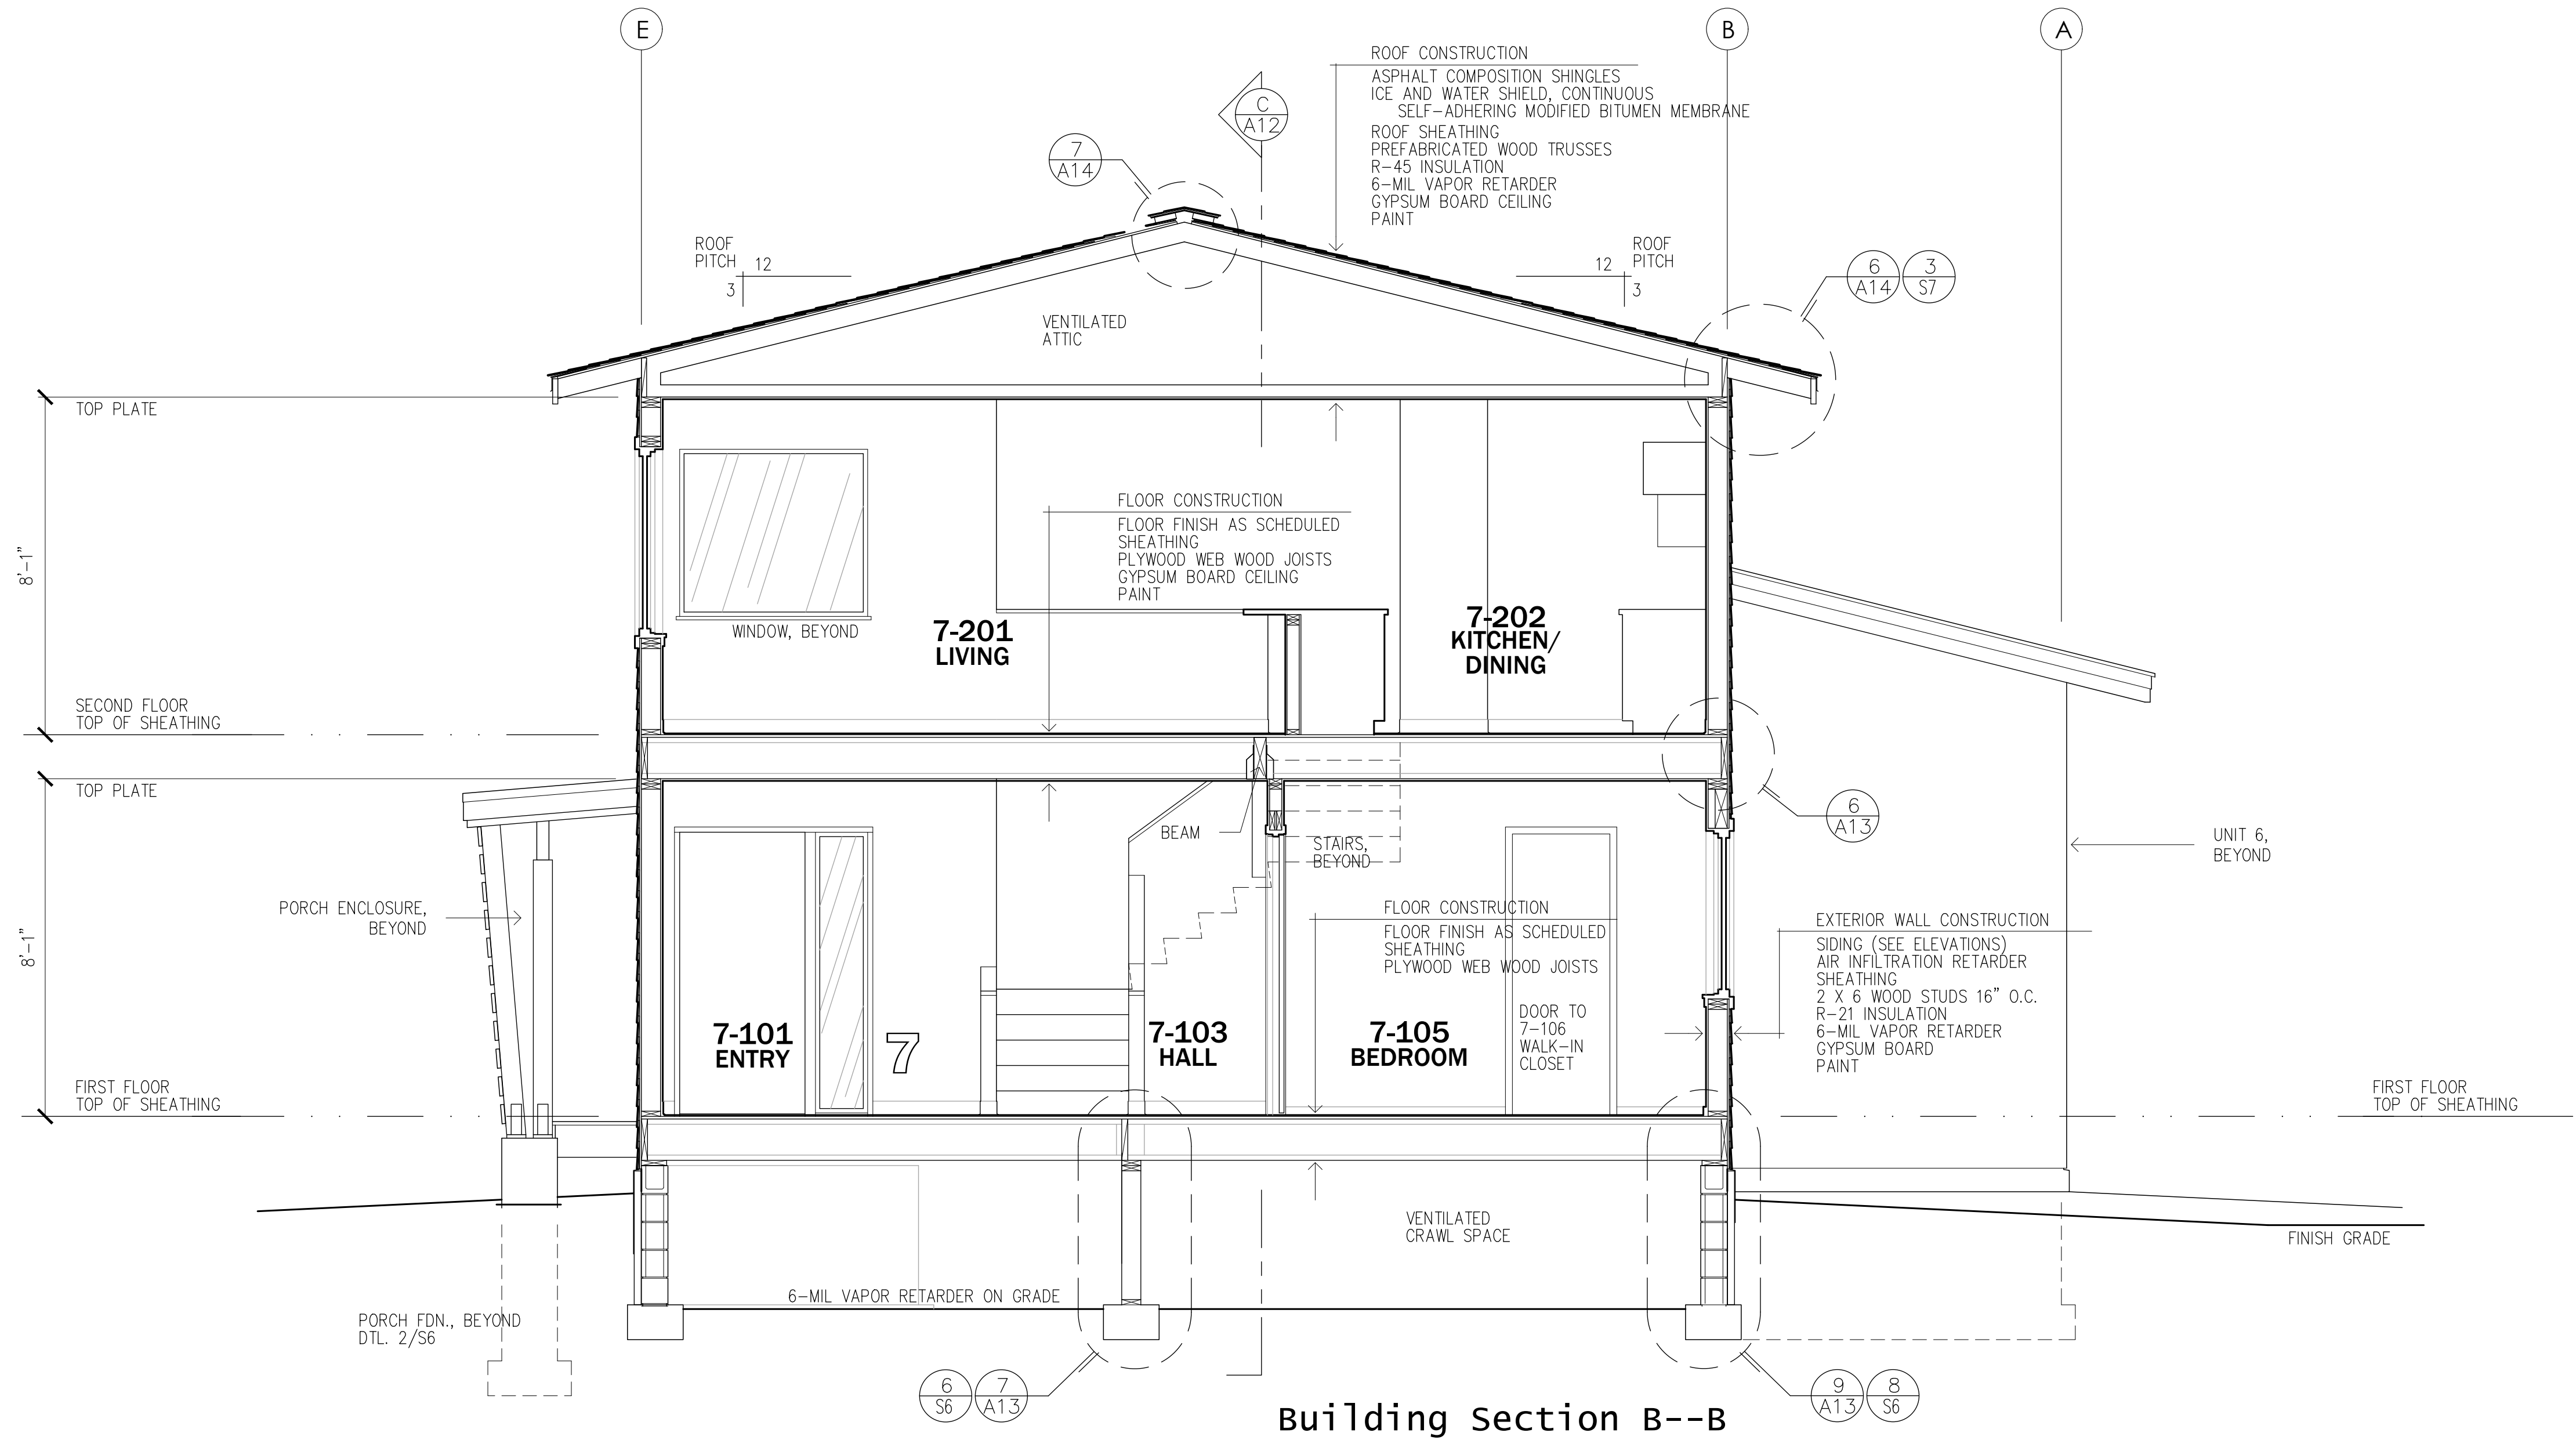 E
B
A
ROOF CONSTRUCTION
ASPHALT COMPOSITION SHINGLES
ICE AND WATER SHIELD, CONTINUOUS
SELF-ADHERING MODIFIED BITUMEN MEMBRANE
ROOF SHEATHING
PREFABRICATED WOOD TRUSSES
R-45 INSULATION
6-MIL VAPOR RETARDER
GYPSUM BOARD CEILING
PAINT
C
A12
7
A14
ROOF
PITCH
12
3
12
ROOF
PITCH
3
6
A14
3
S7
VENTILATED
ATTIC
TOP PLATE
8'-1"
FLOOR CONSTRUCTION
FLOOR FINISH AS SCHEDULED
SHEATHING
PLYWOOD WEB WOOD JOISTS
GYPSUM BOARD CEILING
PAINT
WINDOW, BEYOND
7-201
LIVING
7-202
KITCHEN/
DINING
SECOND FLOOR
TOP OF SHEATHING
TOP PLATE
8'-1"
BEAM
STAIRS,
BEYOND
6
A13
UNIT 6,
BEYOND
PORCH ENCLOSURE,
BEYOND
FLOOR CONSTRUCTION
FLOOR FINISH AS SCHEDULED
SHEATHING
PLYWOOD WEB WOOD JOISTS
EXTERIOR WALL CONSTRUCTION
SIDING (SEE ELEVATIONS)
AIR INFILTRATION RETARDER
SHEATHING
2 X 6 WOOD STUDS 16" O.C.
R-21 INSULATION
6-MIL VAPOR RETARDER
GYPSUM BOARD
PAINT
7-101
ENTRY
7
7-103
HALL
7-105
BEDROOM
DOOR TO
7-106
WALK-IN
CLOSET
FIRST FLOOR
TOP OF SHEATHING
FIRST FLOOR
TOP OF SHEATHING
VENTILATED
CRAWL SPACE
FINISH GRADE
6-MIL VAPOR RETARDER ON GRADE
PORCH FDN., BEYOND
DTL. 2/S6
6
S6
7
A13
9
A13
8
S6
Building Section B--B